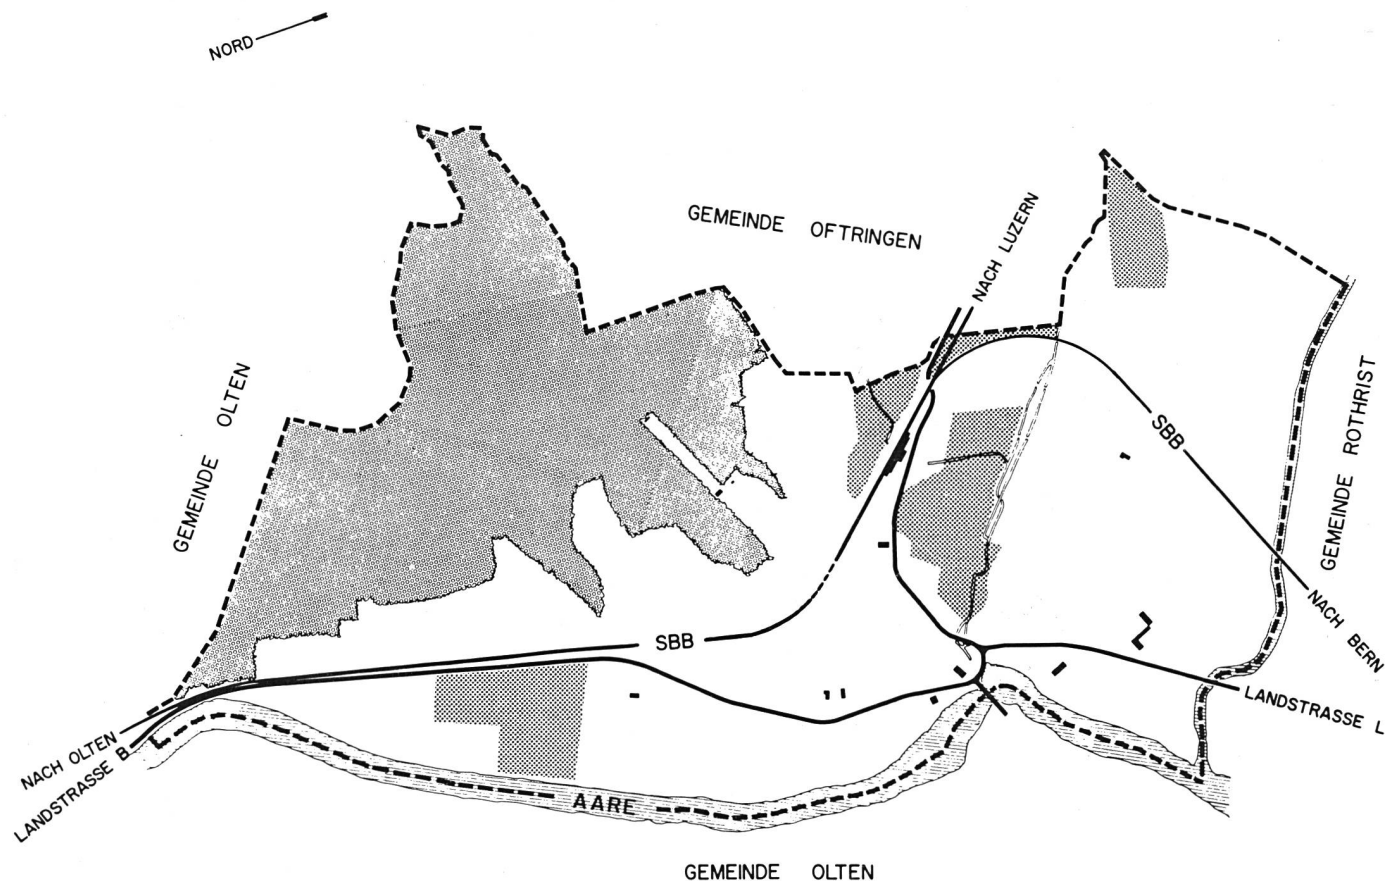 NORD
GEMEINDE OFTRINGEN
NACH LUZERN
GEMEINDE OLTEN
GEMEINDE ROTHRIST
SBB
SBB
NACH BERN
LANDSTRASSE L
NACH OLTEN
LANDSTRASSE B
AARE
GEMEINDE OLTEN